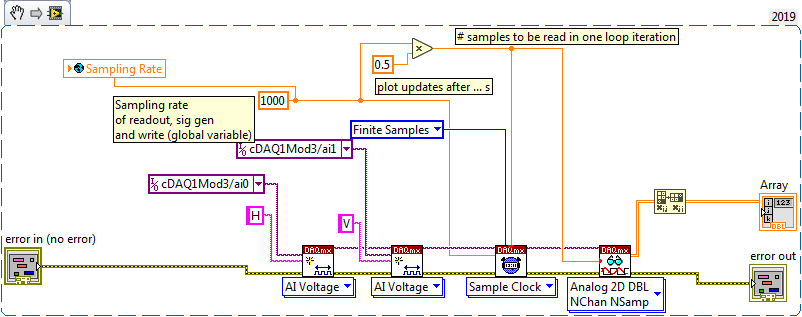 2019
# samples to be read in one loop iteration
Sampling Rate
0.5
plot updates after ... s
1000
Sampling rate
of readout, sig gen
and write (global variable)
Finite Samples
cDAQ1Mod3/ai1
cDAQ1Mod3/ai0
Array
123
DBL
H
V
error in (no error)
DAQmx
DAQmx
DAQmx
DAQmx
error out
AI Voltage
AI Voltage
Sample Clock
Analog 2D DBL
NChan NSamp